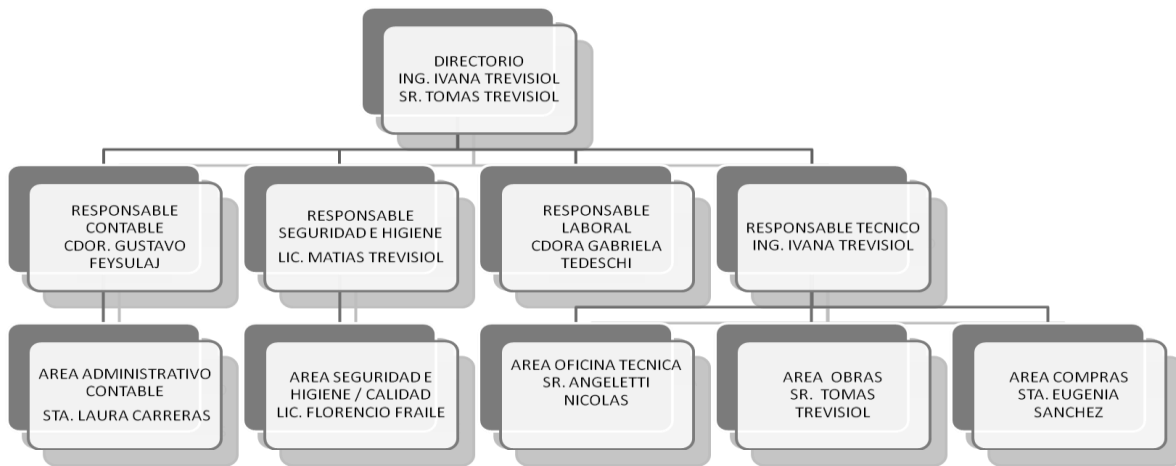 DIRECTORIO
ING. IVANA TREVISIOL
SR. TOMAS TREVISIOL
RESPONSABLE
CONTABLE
CDOR. GUSTAVO
FEYSULAJ
RESPONSABLE
SEGURIDAD E HIGIENE
LIC. MATIAS TREVISIOL
RESPONSABLE
LABORAL
CDORA GABRIELA
TEDESCHI
RESPONSABLE TECNICO
ING. IVANA TREVISIOL
AREA ADMINISTRATIVO
CONTABLE
STA. LAURA CARRERAS
AREA SEGURIDAD E
HIGIENE / CALIDAD
LIC. FLORENCIO FRAILE
AREA OFICINA TECNICA
SR. ANGELETTI
NICOLAS
AREA OBRAS
SR. TOMAS
TREVISIOL
AREA COMPRAS
STA. EUGENIA
SANCHEZ